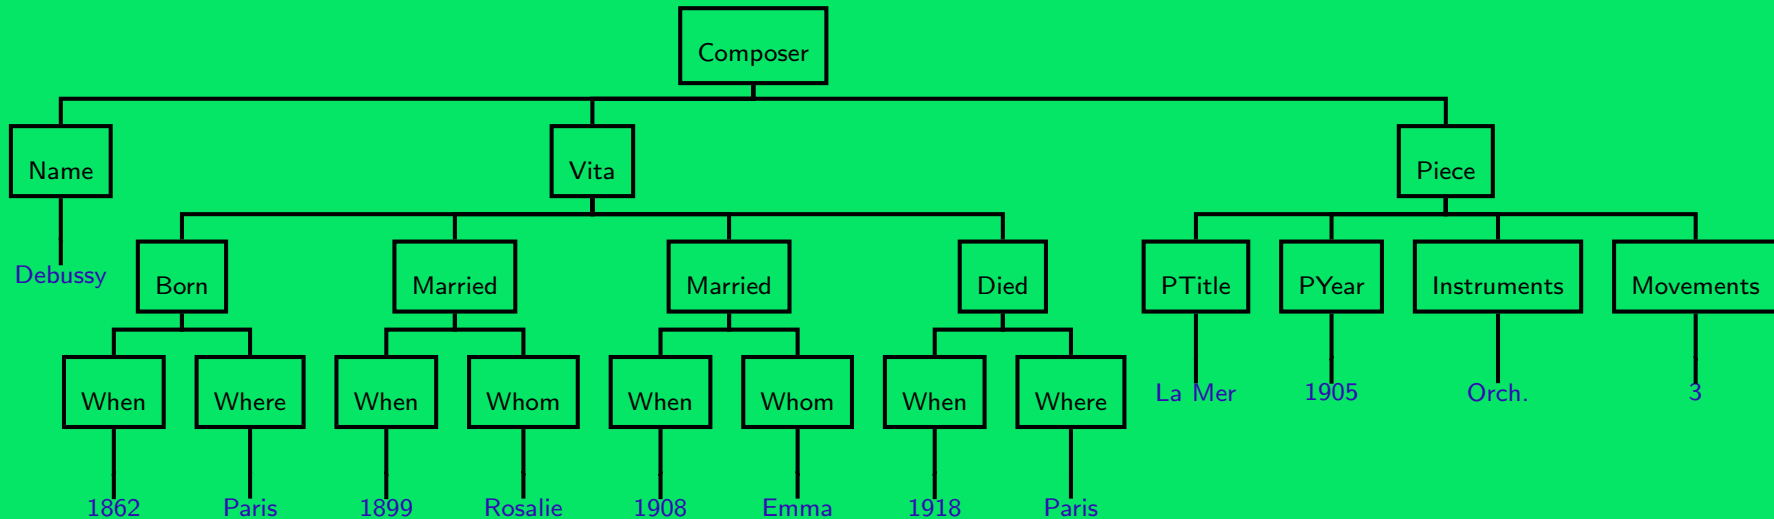 Composer
Name Vita Piece
Debussy Born Married Married Died PTitle PYear Instruments Movements
When Where When Whom When Whom When Where La Mer 1905 Orch. 3
1862 Paris 1899 Rosalie 1908 Emma 1918 Paris